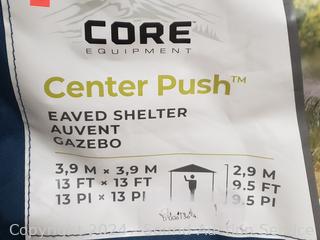 CORE
EQUIPMENT
Center Push™
EAVED SHELTER
AUVENT
GAZEBO
3,9 M × 3,9 M
13 FT × 13 FT
13 PI × 13 PI
2,9 M
9.5 FT
9.5 PI